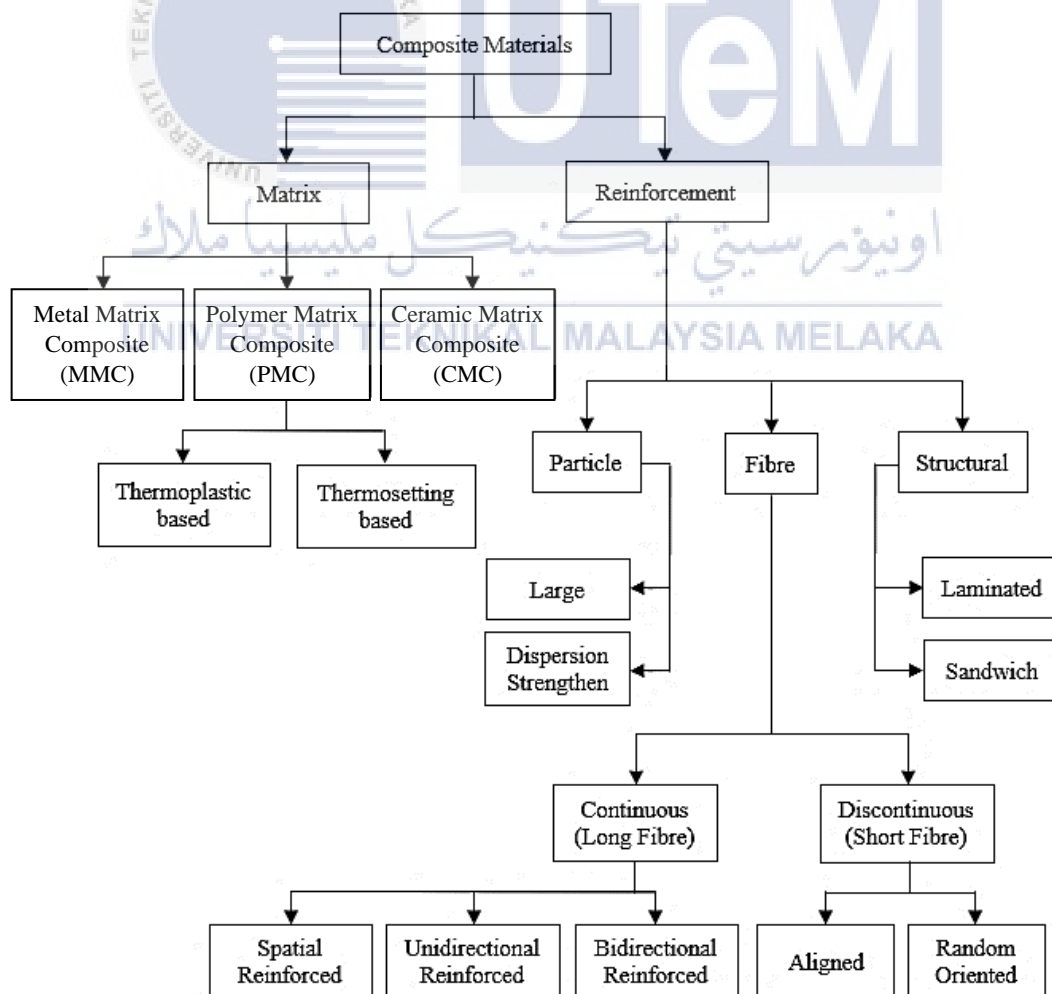 UTeM
TEKN
UNIVERSITI
Composite Materials
Matrix
Reinforcement
اونيۏرسيتي تيكنيكل مليسيا ملاك
UNIVERSITI TEKNIKAL MALAYSIA MELAKA
Metal Matrix
Composite
(MMC)
Polymer Matrix
Composite
(PMC)
Ceramic Matrix
Composite
(CMC)
Particle
Fibre
Structural
Thermoplastic
based
Thermosetting
based
Large
Laminated
Dispersion
Strengthen
Sandwich
Continuous
(Long Fibre)
Discontinuous
(Short Fibre)
Spatial
Reinforced
Unidirectional
Reinforced
Bidirectional
Reinforced
Aligned
Random
Oriented